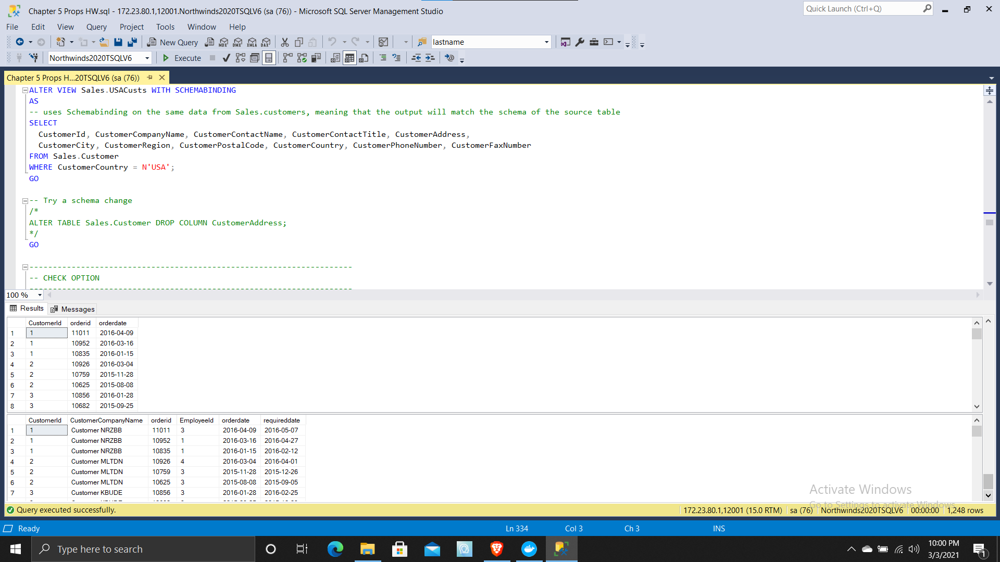 Chapter 5 Props HW.sql - 172.23.80.1,12001.Northwinds2020TSQLV6 (sa (76)) - Microsoft SQL Server Management Studio
Quick Launch (Ctrl+Q)
File Edit View Query Project Tools Window Help
New Query MDX DMX XMLA DAX lastname
Northwinds2020TSQLV6 Execute
Chapter 5 Props H...20TSQLV6 (sa (76))
ALTER VIEW Sales.USACusts WITH SCHEMABINDING
AS
-- uses Schemabinding on the same data from Sales.customers, meaning that the output will match the schema of the source table
SELECT
CustomerId, CustomerCompanyName, CustomerContactName, CustomerContactTitle, CustomerAddress,
CustomerCity, CustomerRegion, CustomerPostalCode, CustomerCountry, CustomerPhoneNumber, CustomerFaxNumber
FROM Sales.Customer
WHERE CustomerCountry = N'USA';
GO
-- Try a schema change
/*
ALTER TABLE Sales.Customer DROP COLUMN CustomerAddress;
*/
GO
---------------------------------------------------------------------
-- CHECK OPTION
---------------------------------------------------------------------
100 %
Results Messages
CustomerId orderid orderdate
1 1 11011 2016-04-09
2 1 10952 2016-03-16
3 1 10835 2016-01-15
4 2 10926 2016-03-04
5 2 10759 2015-11-28
6 2 10625 2015-08-08
7 3 10856 2016-01-28
8 3 10682 2015-09-25
CustomerId CustomerCompanyName orderid EmployeeId orderdate requireddate
1 1 Customer NRZBB 11011 3 2016-04-09 2016-05-07
2 1 Customer NRZBB 10952 1 2016-03-16 2016-04-27
3 1 Customer NRZBB 10835 1 2016-01-15 2016-02-12
4 2 Customer MLTDN 10926 4 2016-03-04 2016-04-01
5 2 Customer MLTDN 10759 3 2015-11-28 2015-12-26
6 2 Customer MLTDN 10625 3 2015-08-08 2015-09-05
7 3 Customer KBUDE 10856 3 2016-01-28 2016-02-25
Activate Windows
Go to Settings to activate Windows.
Query executed successfully. 172.23.80.1,12001 (15.0 RTM) sa (76) Northwinds2020TSQLV6 00:00:00 1,248 rows
Ready Ln 334 Col 3 Ch 3 INS
Type here to search
10:00 PM
3/3/2021
1